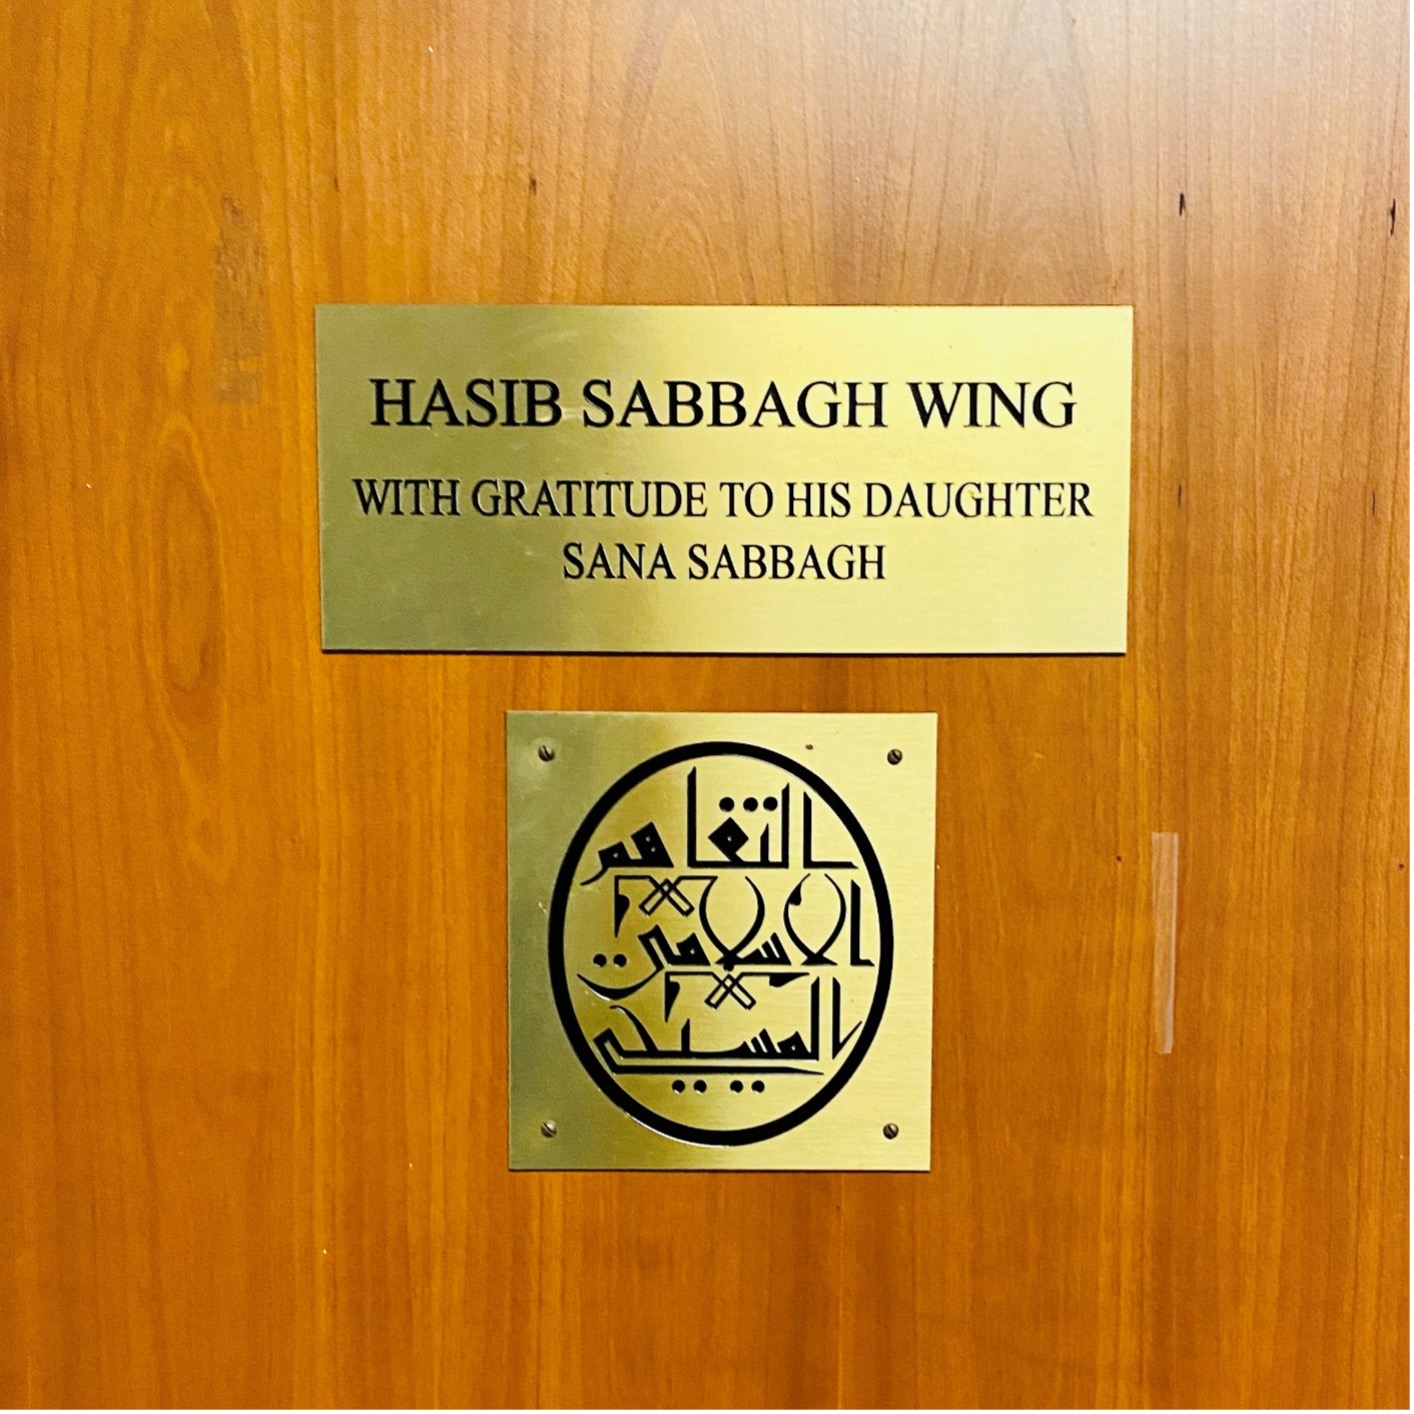 HASIB SABBAGH WING
WITH GRATITUDE TO HIS DAUGHTER
SANA SABBAGH
التفاهم
الإسلامي
المسيحي